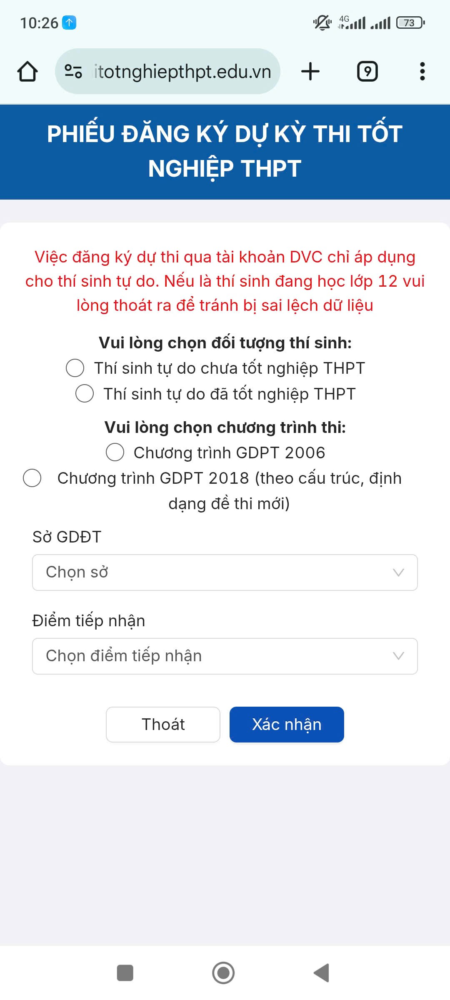 10:26
4G
73
itotnghiepthpt.edu.vn
9
PHIẾU ĐĂNG KÝ DỰ KỲ THI TỐT
NGHIỆP THPT
Việc đăng ký dự thi qua tài khoản DVC chỉ áp dụng
cho thí sinh tự do. Nếu là thí sinh đang học lớp 12 vui
lòng thoát ra để tránh bị sai lệch dữ liệu
Vui lòng chọn đối tượng thí sinh:
Thí sinh tự do chưa tốt nghiệp THPT
Thí sinh tự do đã tốt nghiệp THPT
Vui lòng chọn chương trình thi:
Chương trình GDPT 2006
Chương trình GDPT 2018 (theo cấu trúc, định
dạng đề thi mới)
Sở GDĐT
Chọn sở
Điểm tiếp nhận
Chọn điểm tiếp nhận
Thoát
Xác nhận